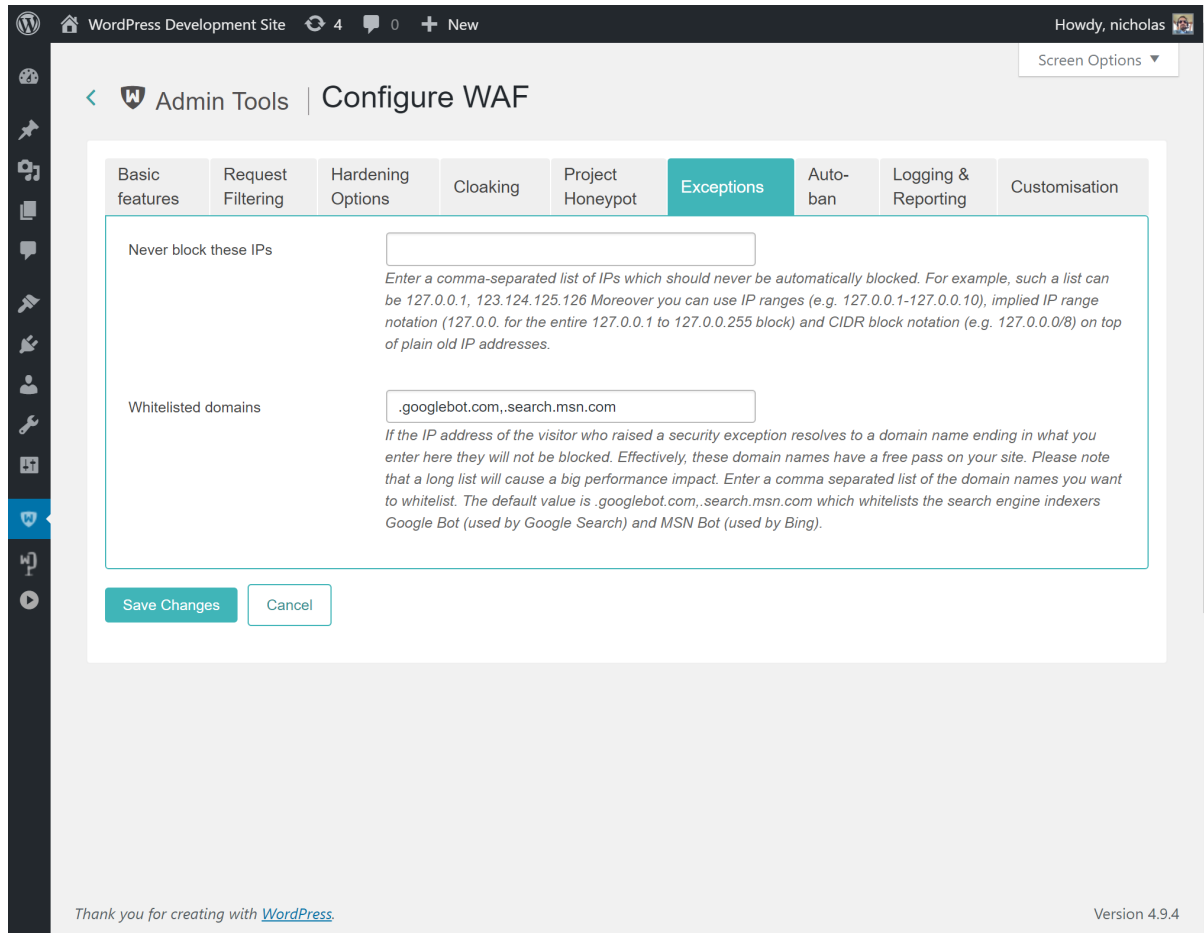 WordPress Development Site 4 0 New Howdy, nicholas
Screen Options ▼
Admin Tools | Configure WAF
Basic features
Request Filtering
Hardening Options
Cloaking
Project Honeypot
Exceptions
Auto-ban
Logging & Reporting
Customisation
Never block these IPs
Enter a comma-separated list of IPs which should never be automatically blocked. For example, such a list can
be 127.0.0.1, 123.124.125.126 Moreover you can use IP ranges (e.g. 127.0.0.1-127.0.0.10), implied IP range
notation (127.0.0. for the entire 127.0.0.1 to 127.0.0.255 block) and CIDR block notation (e.g. 127.0.0.0/8) on top
of plain old IP addresses.
Whitelisted domains
.googlebot.com,.search.msn.com
If the IP address of the visitor who raised a security exception resolves to a domain name ending in what you
enter here they will not be blocked. Effectively, these domain names have a free pass on your site. Please note
that a long list will cause a big performance impact. Enter a comma separated list of the domain names you want
to whitelist. The default value is .googlebot.com,.search.msn.com which whitelists the search engine indexers
Google Bot (used by Google Search) and MSN Bot (used by Bing).
Save Changes
Cancel
Thank you for creating with WordPress.
Version 4.9.4